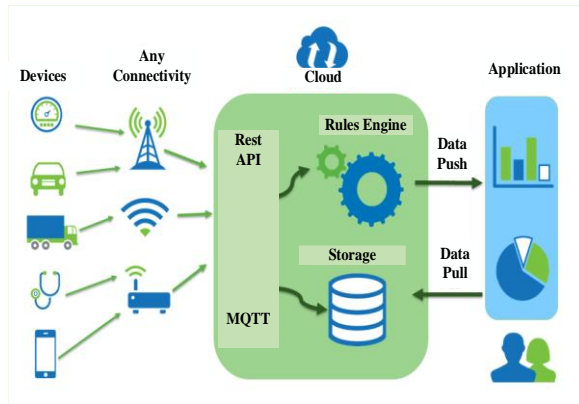 Devices
Any
Connectivity
Cloud
Application
Rest
API
MQTT
Rules Engine
Storage
Data
Push
Data
Pull